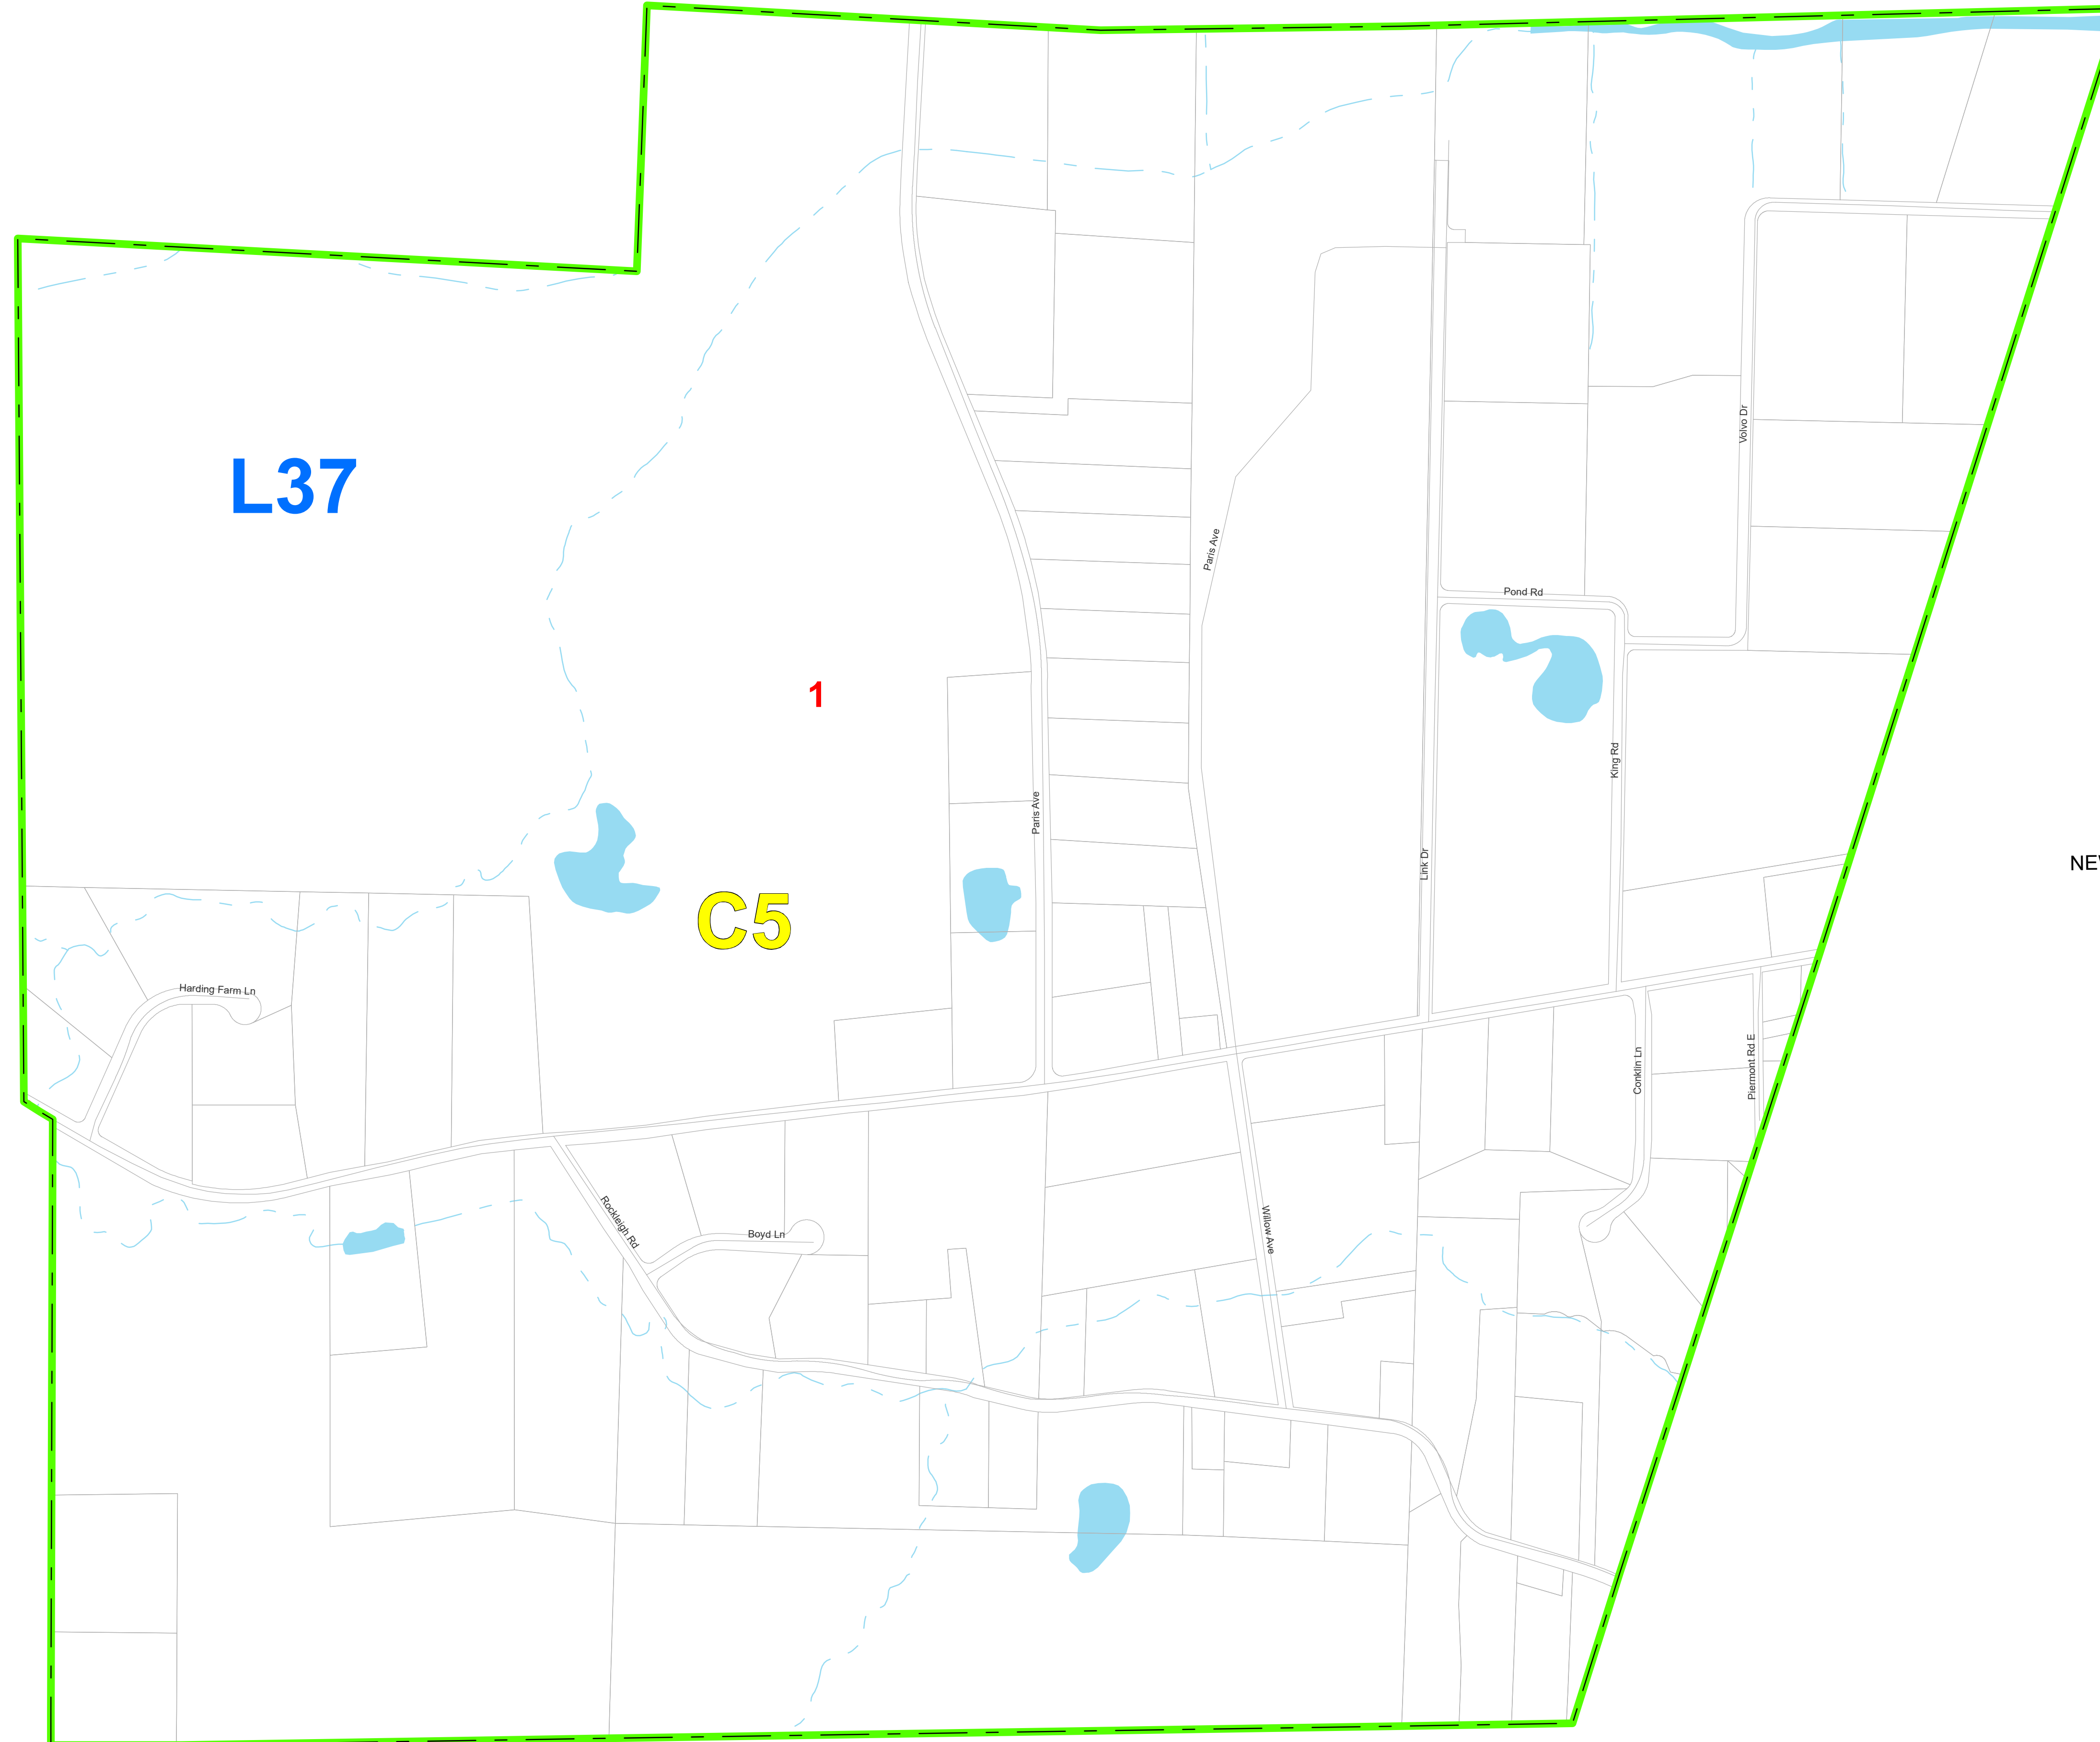 L37
Volvo Dr
Paris Ave
Pond Rd
1
King Rd
Paris Ave
Link Dr
NE
C5
Harding Farm Ln
Conklin Ln
Piermont Rd E
Rockleigh Rd
Boyd Ln
Willow Ave